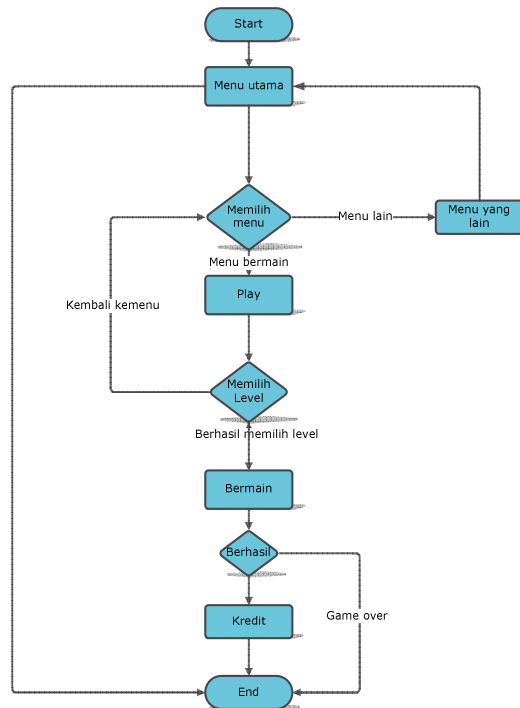 Start
Menu utama
Memilih
menu
Menu lain
Menu yang
lain
Menu bermain
Play
Kembali kemenu
Memilih
Level
Berhasil memilih level
Bermain
Berhasil
Game over
Kredit
End